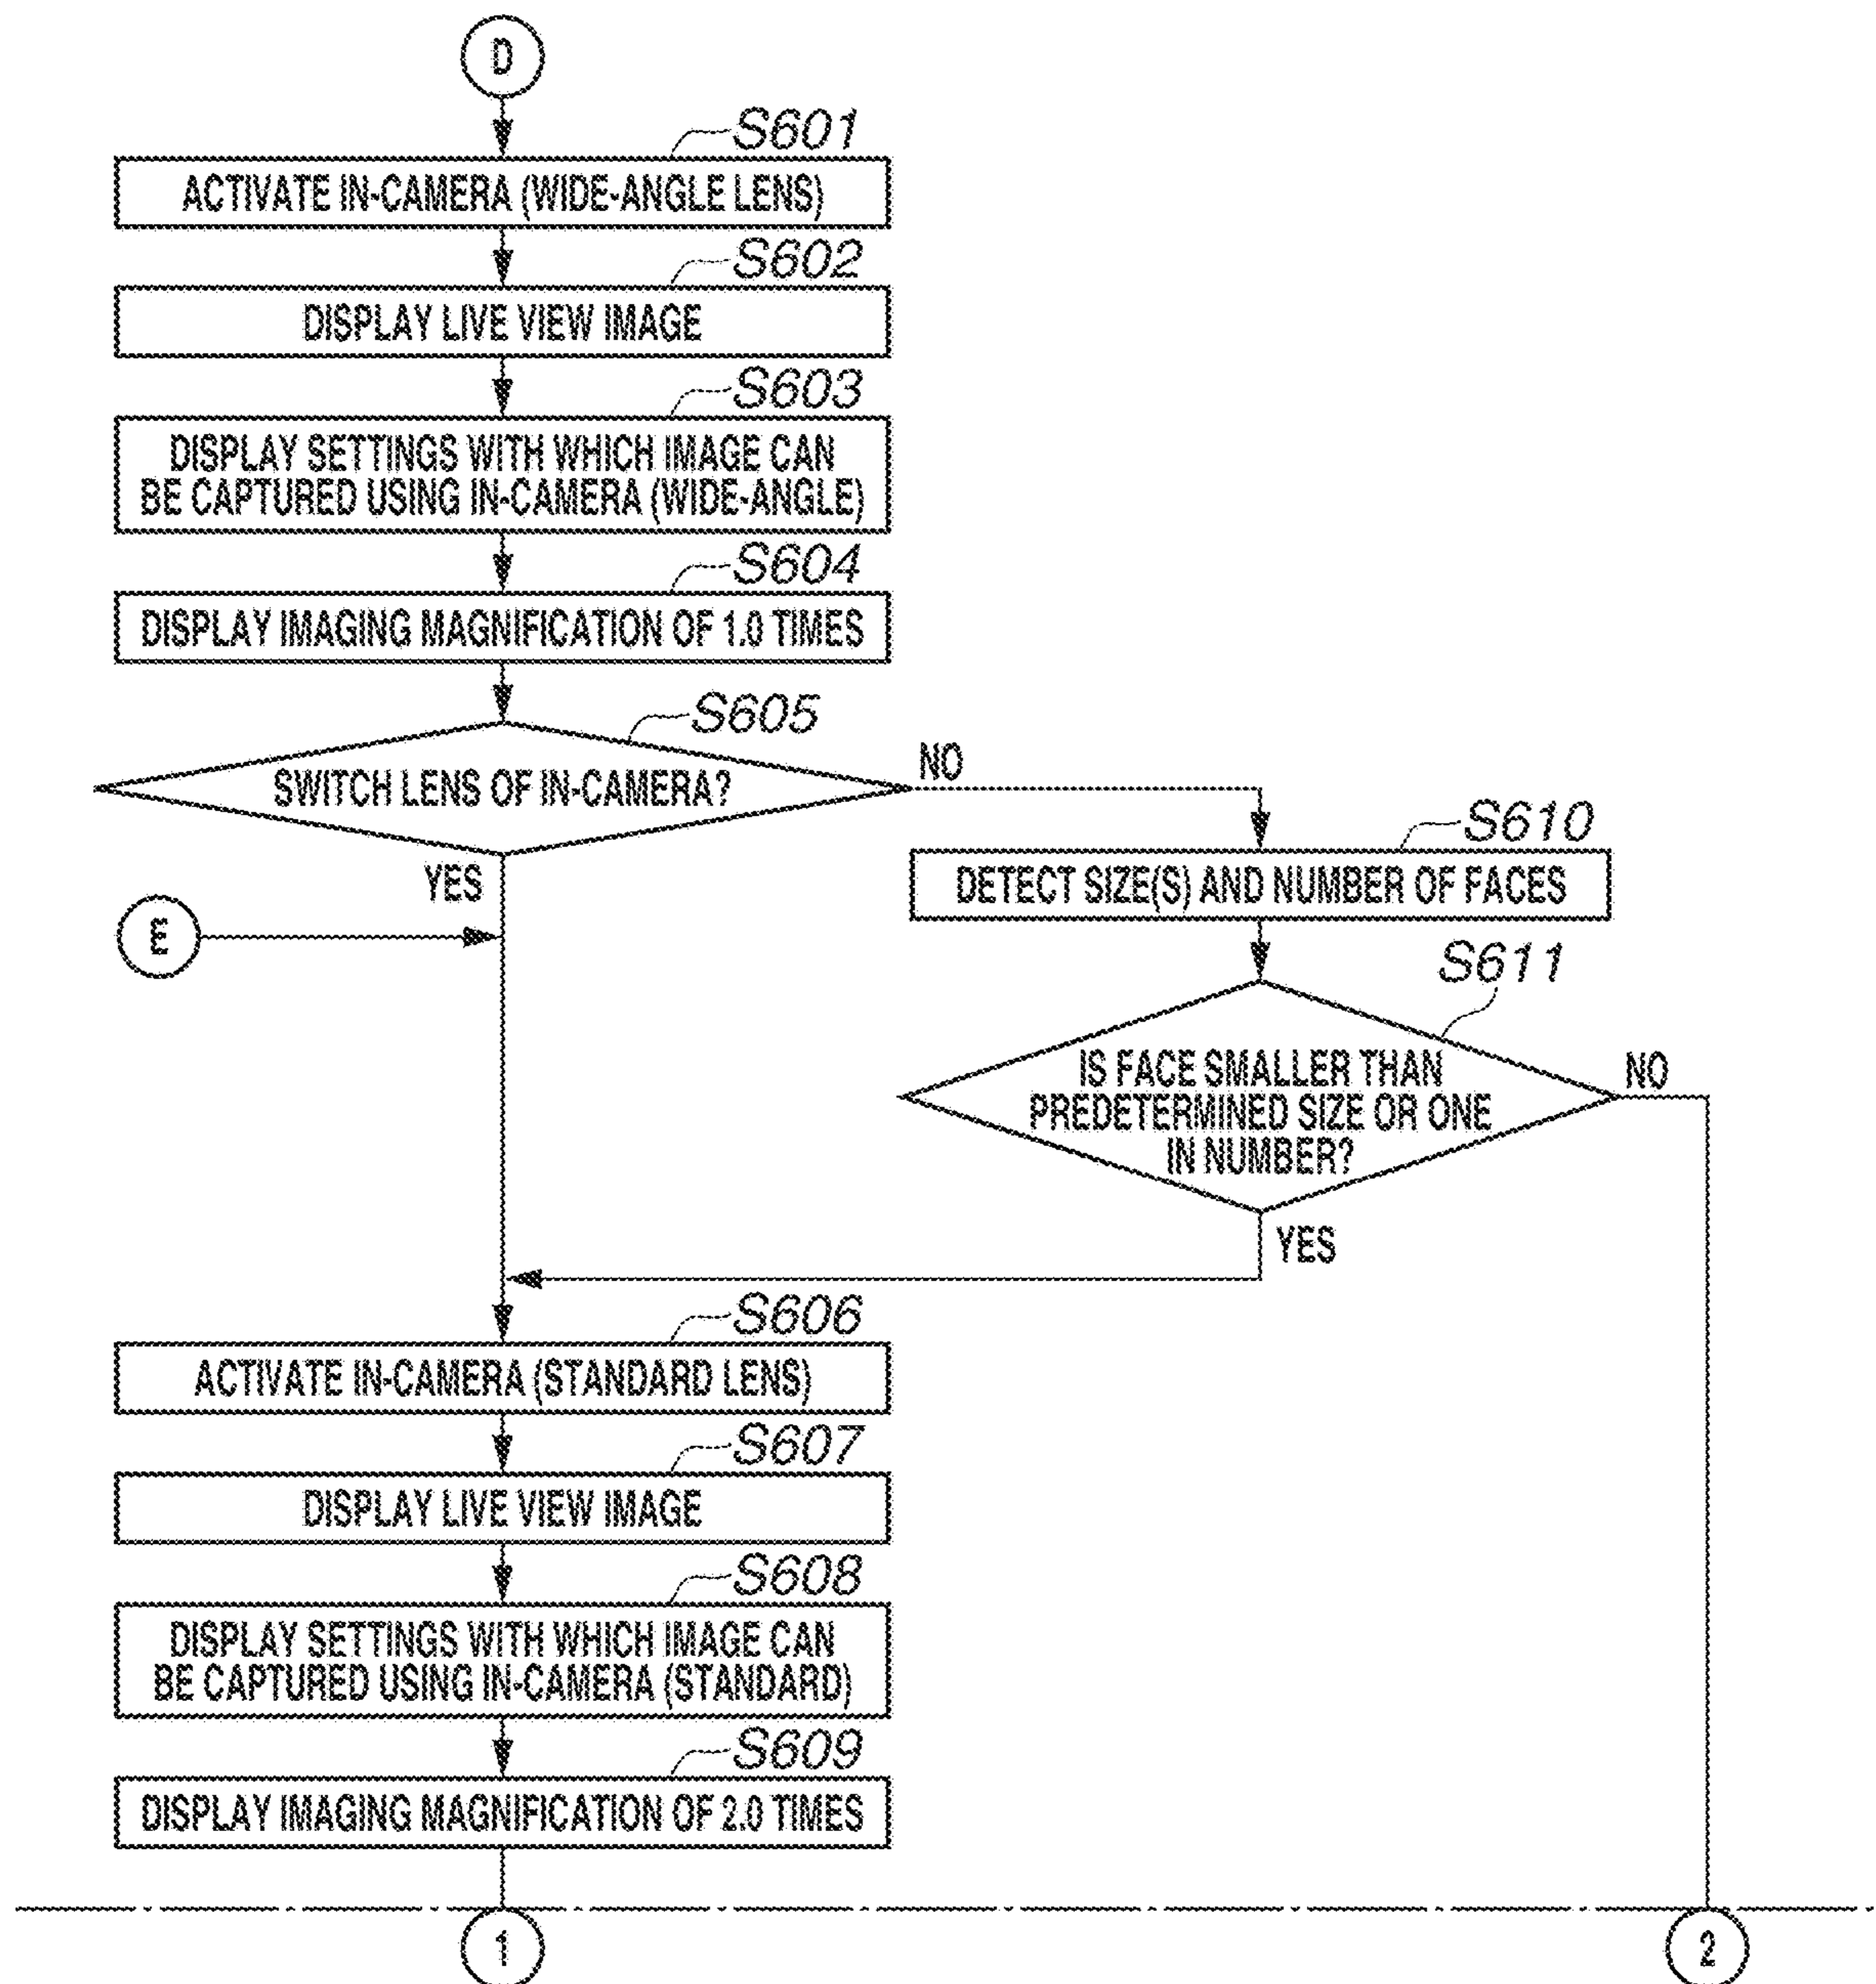 D
S601
ACTIVATE IN-CAMERA (WIDE-ANGLE LENS)
S602
DISPLAY LIVE VIEW IMAGE
S603
DISPLAY SETTINGS WITH WHICH IMAGE CAN
BE CAPTURED USING IN-CAMERA (WIDE-ANGLE)
S604
DISPLAY IMAGING MAGNIFICATION OF 1.0 TIMES
S605
SWITCH LENS OF IN-CAMERA?
NO
YES
S610
DETECT SIZE(S) AND NUMBER OF FACES
E
S611
IS FACE SMALLER THAN
PREDETERMINED SIZE OR ONE
IN NUMBER?
NO
YES
S606
ACTIVATE IN-CAMERA (STANDARD LENS)
S607
DISPLAY LIVE VIEW IMAGE
S608
DISPLAY SETTINGS WITH WHICH IMAGE CAN
BE CAPTURED USING IN-CAMERA (STANDARD)
S609
DISPLAY IMAGING MAGNIFICATION OF 2.0 TIMES
1
2